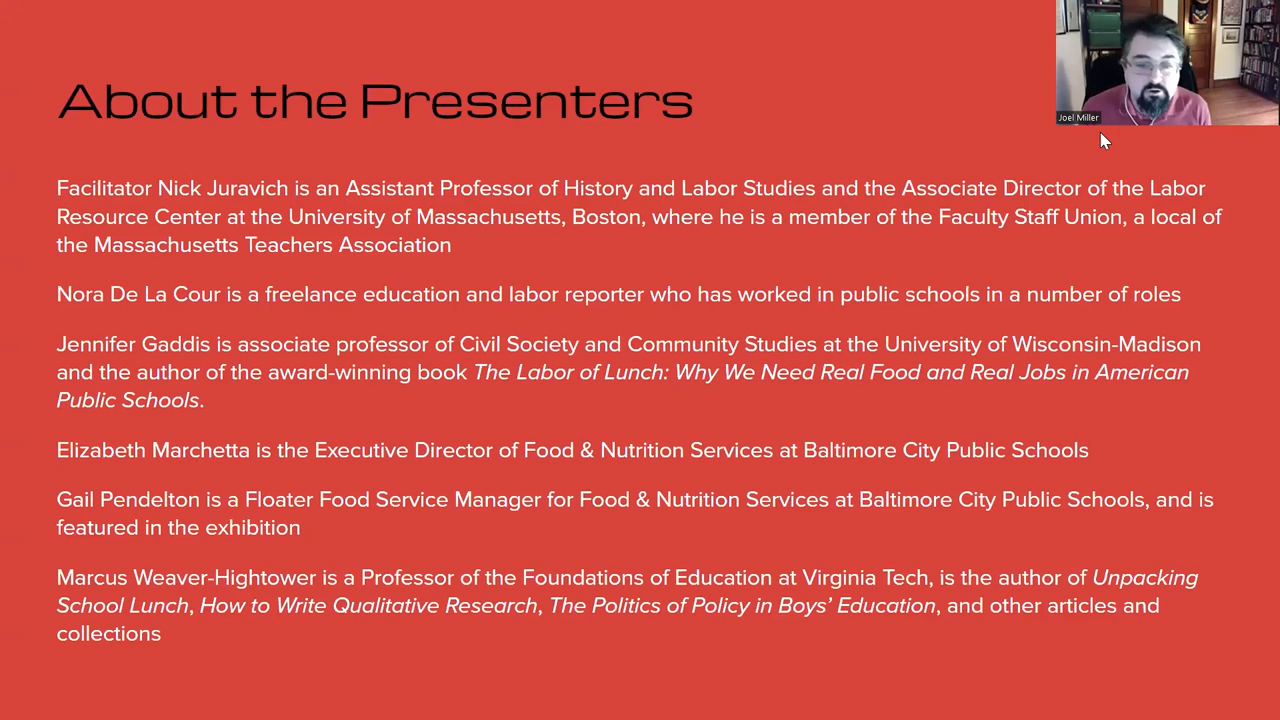 About the Presenters
Joel Miller
Facilitator Nick Juravich is an Assistant Professor of History and Labor Studies and the Associate Director of the Labor
Resource Center at the University of Massachusetts, Boston, where he is a member of the Faculty Staff Union, a local of
the Massachusetts Teachers Association
Nora De La Cour is a freelance education and labor reporter who has worked in public schools in a number of roles
Jennifer Gaddis is associate professor of Civil Society and Community Studies at the University of Wisconsin-Madison
and the author of the award-winning book The Labor of Lunch: Why We Need Real Food and Real Jobs in American
Public Schools.
Elizabeth Marchetta is the Executive Director of Food & Nutrition Services at Baltimore City Public Schools
Gail Pendelton is a Floater Food Service Manager for Food & Nutrition Services at Baltimore City Public Schools, and is
featured in the exhibition
Marcus Weaver-Hightower is a Professor of the Foundations of Education at Virginia Tech, is the author of Unpacking
School Lunch, How to Write Qualitative Research, The Politics of Policy in Boys’ Education, and other articles and
collections